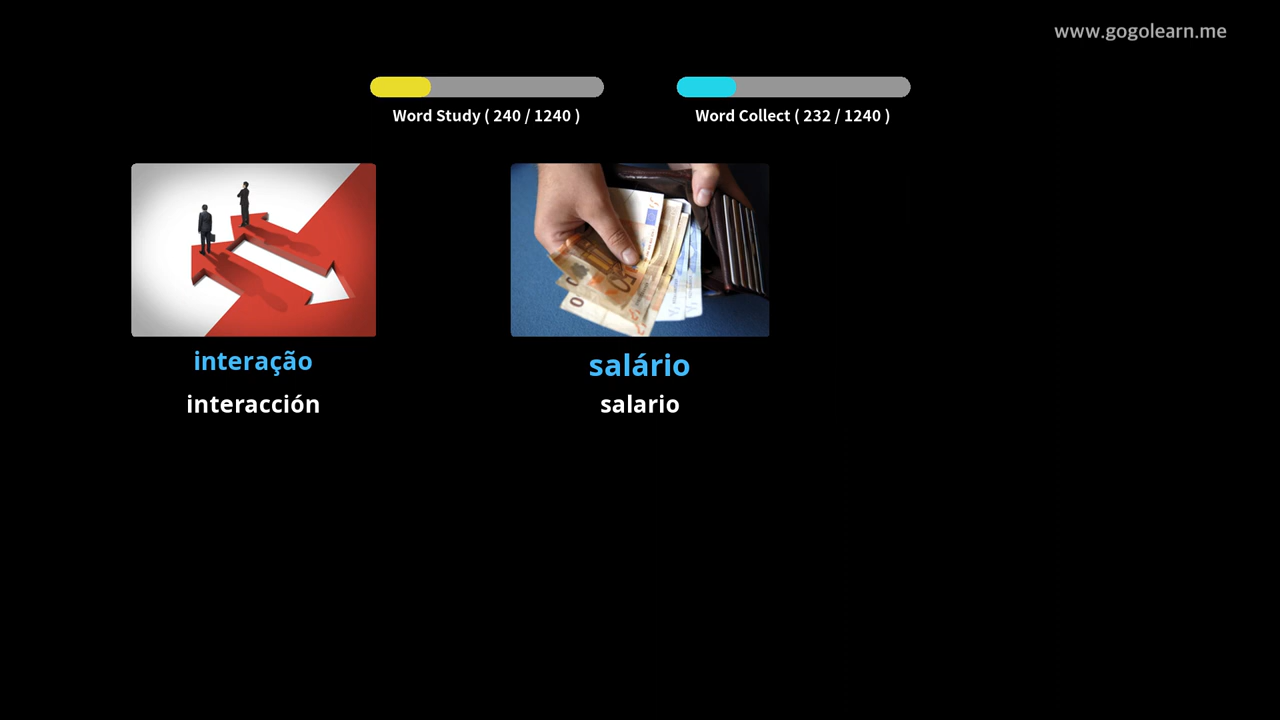 www.gogolearn.me
Word Study ( 240 / 1240 )
Word Collect ( 232 / 1240 )
interação
interacción
salário
salario